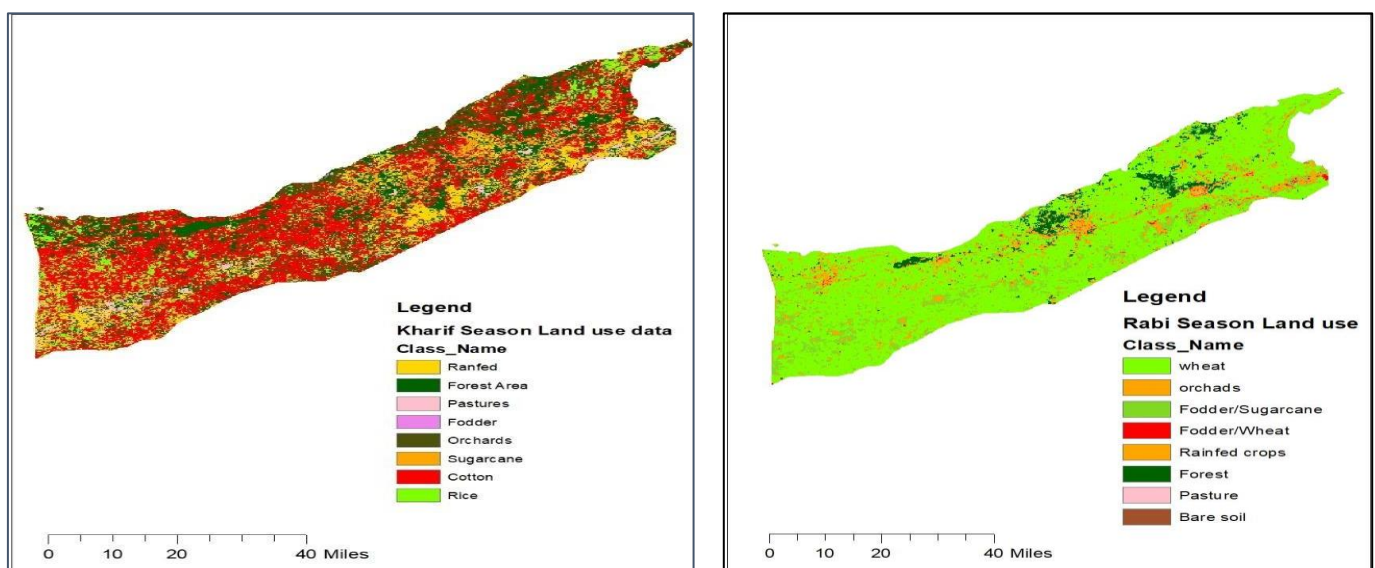 Legend
Kharif Season Land use data
Class_Name
Ranfed
Forest Area
Pastures
Fodder
Orchards
Sugarcane
Cotton
Rice
0 10 20 40 Miles
Legend
Rabi Season Land use
Class_Name
wheat
orchads
Fodder/Sugarcane
Fodder/Wheat
Rainfed crops
Forest
Pasture
Bare soil
0 10 20 40 Miles